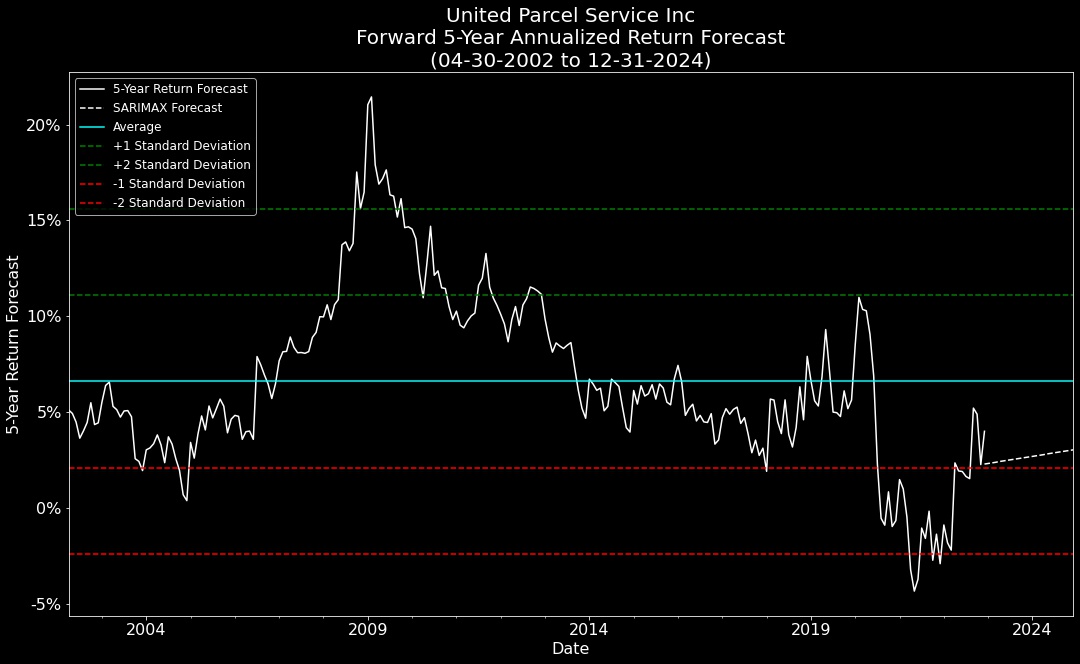 United Parcel Service Inc
Forward 5-Year Annualized Return Forecast
(04-30-2002 to 12-31-2024)
5-Year Return Forecast
SARIMAX Forecast
Average
+1 Standard Deviation
+2 Standard Deviation
-1 Standard Deviation
-2 Standard Deviation
20%
15%
10%
5%
0%
-5%
5-Year Return Forecast
2004
2009
2014
2019
2024
Date